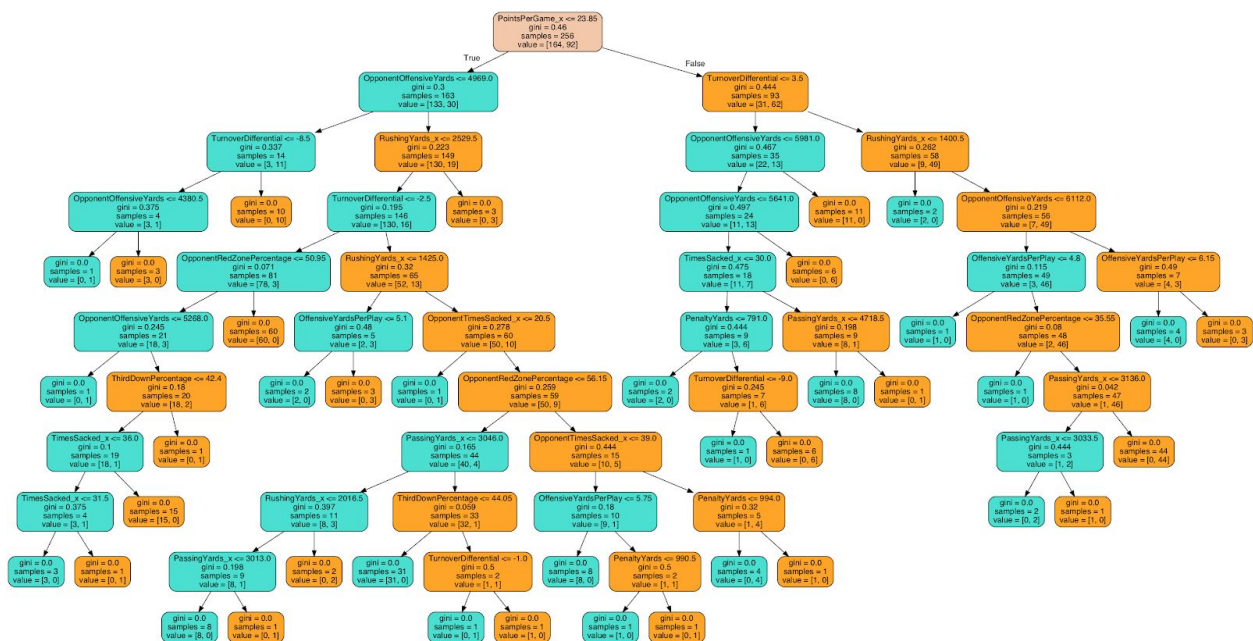 PointsPerGame_x <= 23.85
gini = 0.46
samples = 256
value = [164, 92]
True
False
OpponentOffensiveYards <= 4969.0
gini = 0.3
samples = 163
value = [133, 30]
TurnoverDifferential <= 3.5
gini = 0.444
samples = 93
value = [31, 62]
TurnoverDifferential <= -8.5
gini = 0.337
samples = 14
value = [3, 11]
RushingYards_x <= 2529.5
gini = 0.223
samples = 149
value = [130, 19]
OpponentOffensiveYards <= 5981.0
gini = 0.467
samples = 35
value = [22, 13]
RushingYards_x <= 1400.5
gini = 0.262
samples = 58
value = [9, 49]
OpponentOffensiveYards <= 4380.5
gini = 0.375
samples = 4
value = [3, 1]
gini = 0.0
samples = 10
value = [0, 10]
TurnoverDifferential <= -2.5
gini = 0.195
samples = 146
value = [130, 16]
gini = 0.0
samples = 3
value = [0, 3]
OpponentOffensiveYards <= 5641.0
gini = 0.497
samples = 24
value = [11, 13]
gini = 0.0
samples = 11
value = [11, 0]
gini = 0.0
samples = 2
value = [2, 0]
OpponentOffensiveYards <= 6112.0
gini = 0.219
samples = 56
value = [7, 49]
gini = 0.0
samples = 1
value = [0, 1]
gini = 0.0
samples = 3
value = [3, 0]
OpponentRedZonePercentage <= 50.95
gini = 0.071
samples = 81
value = [78, 3]
RushingYards_x <= 1425.0
gini = 0.32
samples = 65
value = [52, 13]
TimesSacked_x <= 30.0
gini = 0.475
samples = 18
value = [11, 7]
gini = 0.0
samples = 6
value = [0, 6]
OffensiveYardsPerPlay <= 4.8
gini = 0.115
samples = 49
value = [3, 46]
OffensiveYardsPerPlay <= 6.15
gini = 0.49
samples = 7
value = [4, 3]
OpponentOffensiveYards <= 5268.0
gini = 0.245
samples = 21
value = [18, 3]
gini = 0.0
samples = 60
value = [60, 0]
OffensiveYardsPerPlay <= 5.1
gini = 0.48
samples = 5
value = [2, 3]
OpponentTimesSacked_x <= 20.5
gini = 0.278
samples = 60
value = [50, 10]
PenaltyYards <= 791.0
gini = 0.444
samples = 9
value = [3, 6]
PassingYards_x <= 4718.5
gini = 0.198
samples = 9
value = [8, 1]
gini = 0.0
samples = 1
value = [1, 0]
OpponentRedZonePercentage <= 35.55
gini = 0.08
samples = 48
value = [2, 46]
gini = 0.0
samples = 4
value = [4, 0]
gini = 0.0
samples = 3
value = [0, 3]
gini = 0.0
samples = 1
value = [0, 1]
ThirdDownPercentage <= 42.4
gini = 0.18
samples = 20
value = [18, 2]
gini = 0.0
samples = 2
value = [2, 0]
gini = 0.0
samples = 3
value = [0, 3]
gini = 0.0
samples = 1
value = [0, 1]
OpponentRedZonePercentage <= 56.15
gini = 0.259
samples = 59
value = [50, 9]
gini = 0.0
samples = 2
value = [2, 0]
TurnoverDifferential <= -9.0
gini = 0.245
samples = 7
value = [1, 6]
gini = 0.0
samples = 8
value = [8, 0]
gini = 0.0
samples = 1
value = [0, 1]
gini = 0.0
samples = 1
value = [1, 0]
PassingYards_x <= 3136.0
gini = 0.042
samples = 47
value = [1, 46]
TimesSacked_x <= 36.0
gini = 0.1
samples = 19
value = [18, 1]
gini = 0.0
samples = 1
value = [0, 1]
PassingYards_x <= 3046.0
gini = 0.165
samples = 44
value = [40, 4]
OpponentTimesSacked_x <= 39.0
gini = 0.444
samples = 15
value = [10, 5]
gini = 0.0
samples = 1
value = [1, 0]
gini = 0.0
samples = 6
value = [0, 6]
PassingYards_x <= 3033.5
gini = 0.444
samples = 3
value = [1, 2]
gini = 0.0
samples = 44
value = [0, 44]
TimesSacked_x <= 31.5
gini = 0.375
samples = 4
value = [3, 1]
gini = 0.0
samples = 15
value = [15, 0]
RushingYards_x <= 2016.5
gini = 0.397
samples = 11
value = [8, 3]
ThirdDownPercentage <= 44.05
gini = 0.059
samples = 33
value = [32, 1]
OffensiveYardsPerPlay <= 5.75
gini = 0.18
samples = 10
value = [9, 1]
PenaltyYards <= 994.0
gini = 0.32
samples = 5
value = [1, 4]
gini = 0.0
samples = 2
value = [0, 2]
gini = 0.0
samples = 1
value = [1, 0]
gini = 0.0
samples = 3
value = [3, 0]
gini = 0.0
samples = 1
value = [0, 1]
PassingYards_x <= 3013.0
gini = 0.198
samples = 9
value = [8, 1]
gini = 0.0
samples = 2
value = [0, 2]
gini = 0.0
samples = 31
value = [31, 0]
TurnoverDifferential <= -1.0
gini = 0.5
samples = 2
value = [1, 1]
gini = 0.0
samples = 8
value = [8, 0]
PenaltyYards <= 990.5
gini = 0.5
samples = 2
value = [1, 1]
gini = 0.0
samples = 4
value = [0, 4]
gini = 0.0
samples = 1
value = [1, 0]
gini = 0.0
samples = 8
value = [8, 0]
gini = 0.0
samples = 1
value = [0, 1]
gini = 0.0
samples = 1
value = [0, 1]
gini = 0.0
samples = 1
value = [1, 0]
gini = 0.0
samples = 1
value = [1, 0]
gini = 0.0
samples = 1
value = [0, 1]